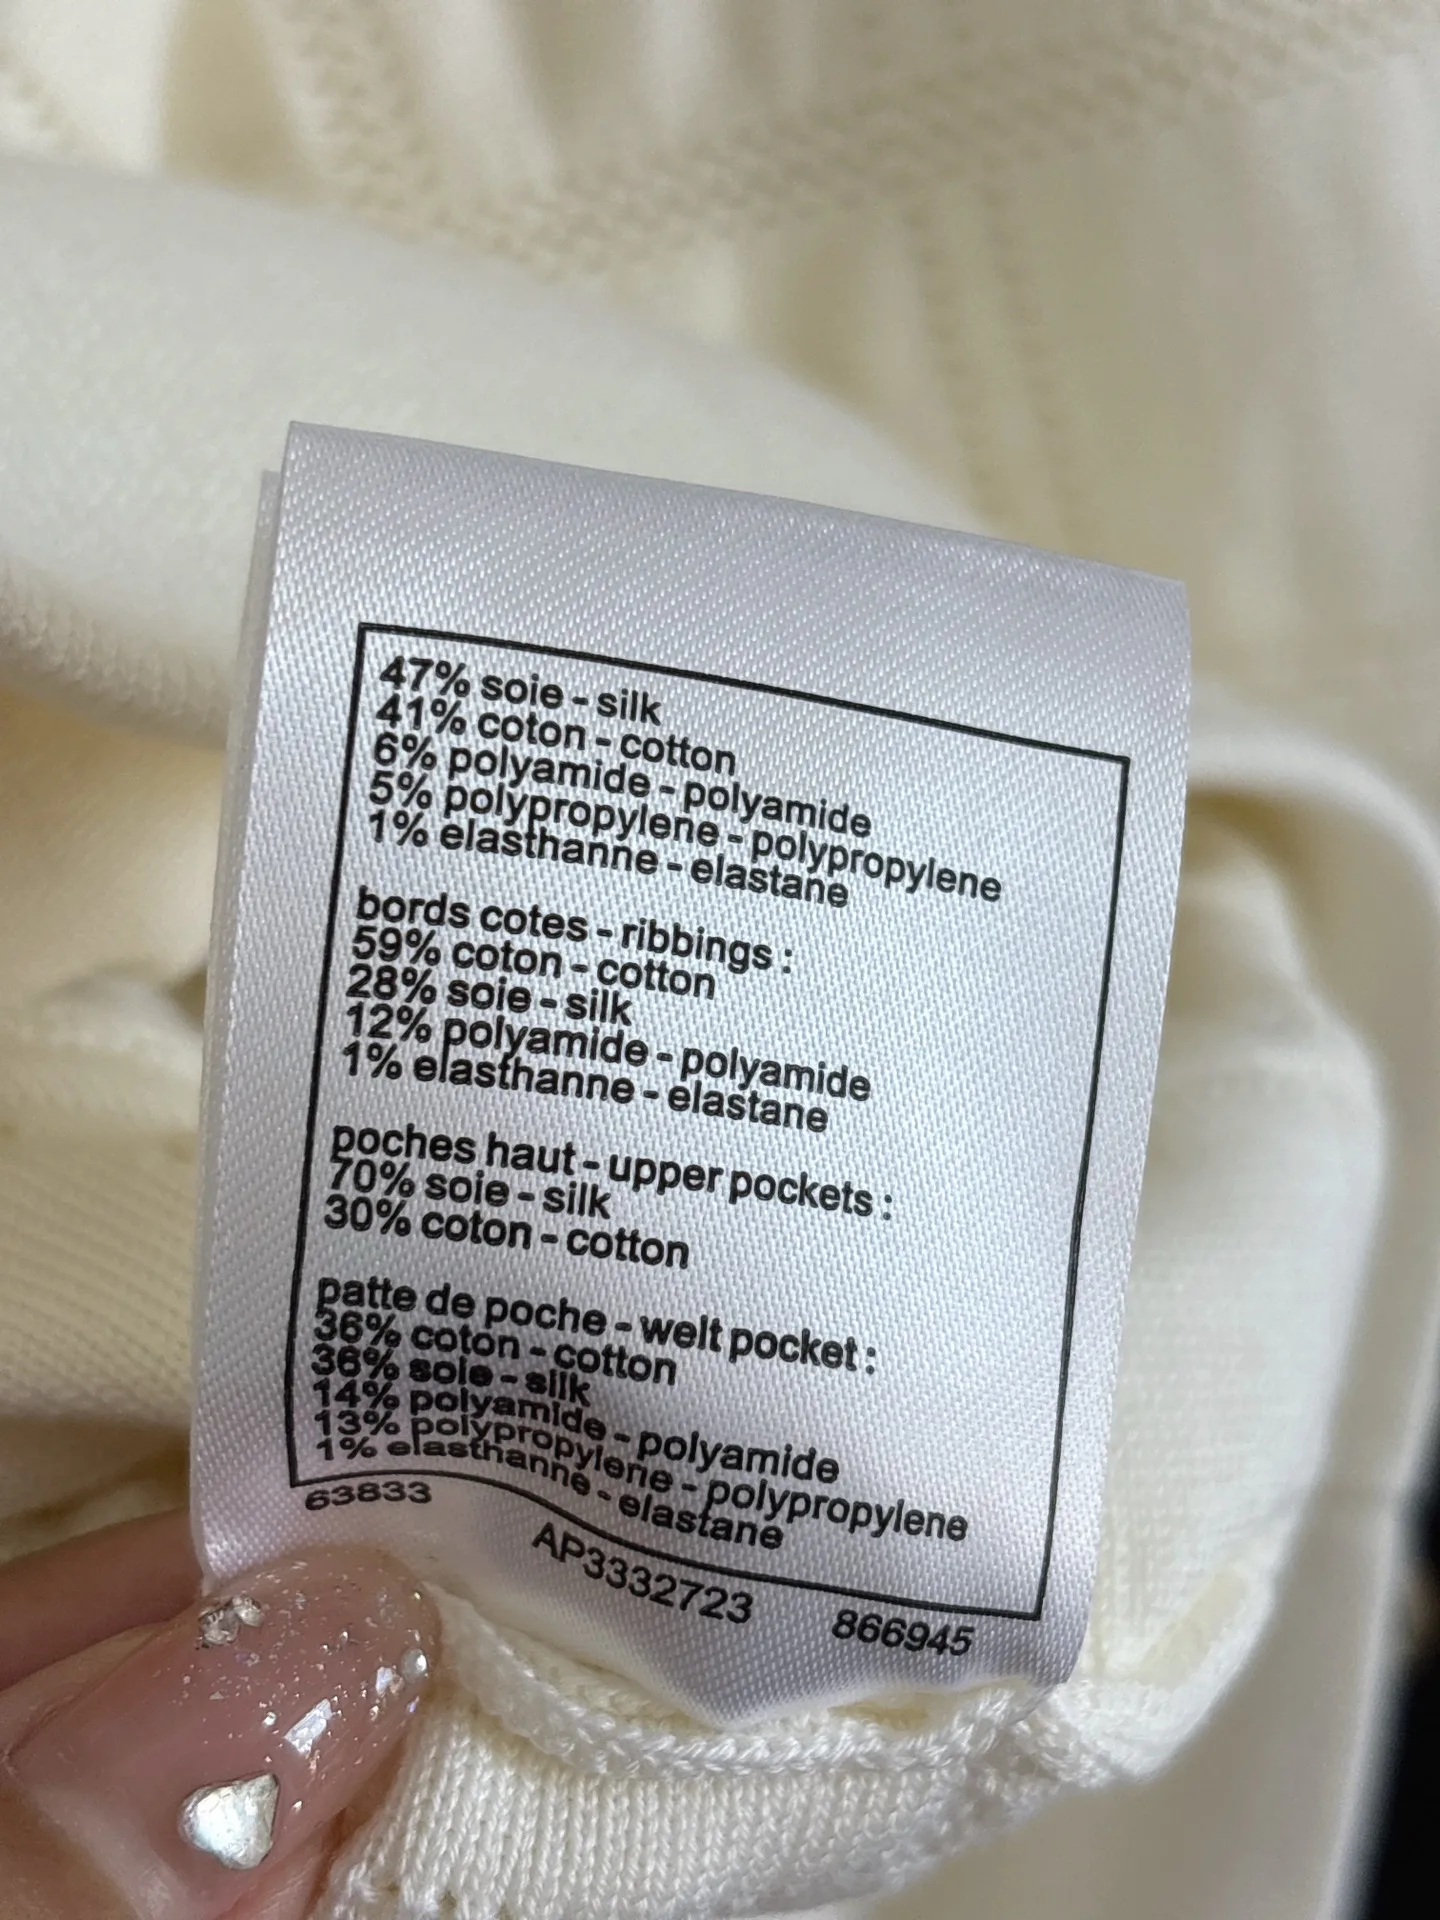 47% soie - silk
41% coton - cotton
6% polyamide - polyamide
5% polypropylene - polypropylene
1% elasthanne - elastane
bords cotes - ribbings :
59% coton - cotton
28% soie - silk
12% polyamide - polyamide
1% elasthanne - elastane
poches haut - upper pockets :
70% soie - silk
30% coton - cotton
patte de poche - welt pocket :
36% coton - cotton
36% soie - silk
14% polyamide - polyamide
13% polypropylene - polypropylene
1% elasthanne - elastane
63833 AP3332723 866945